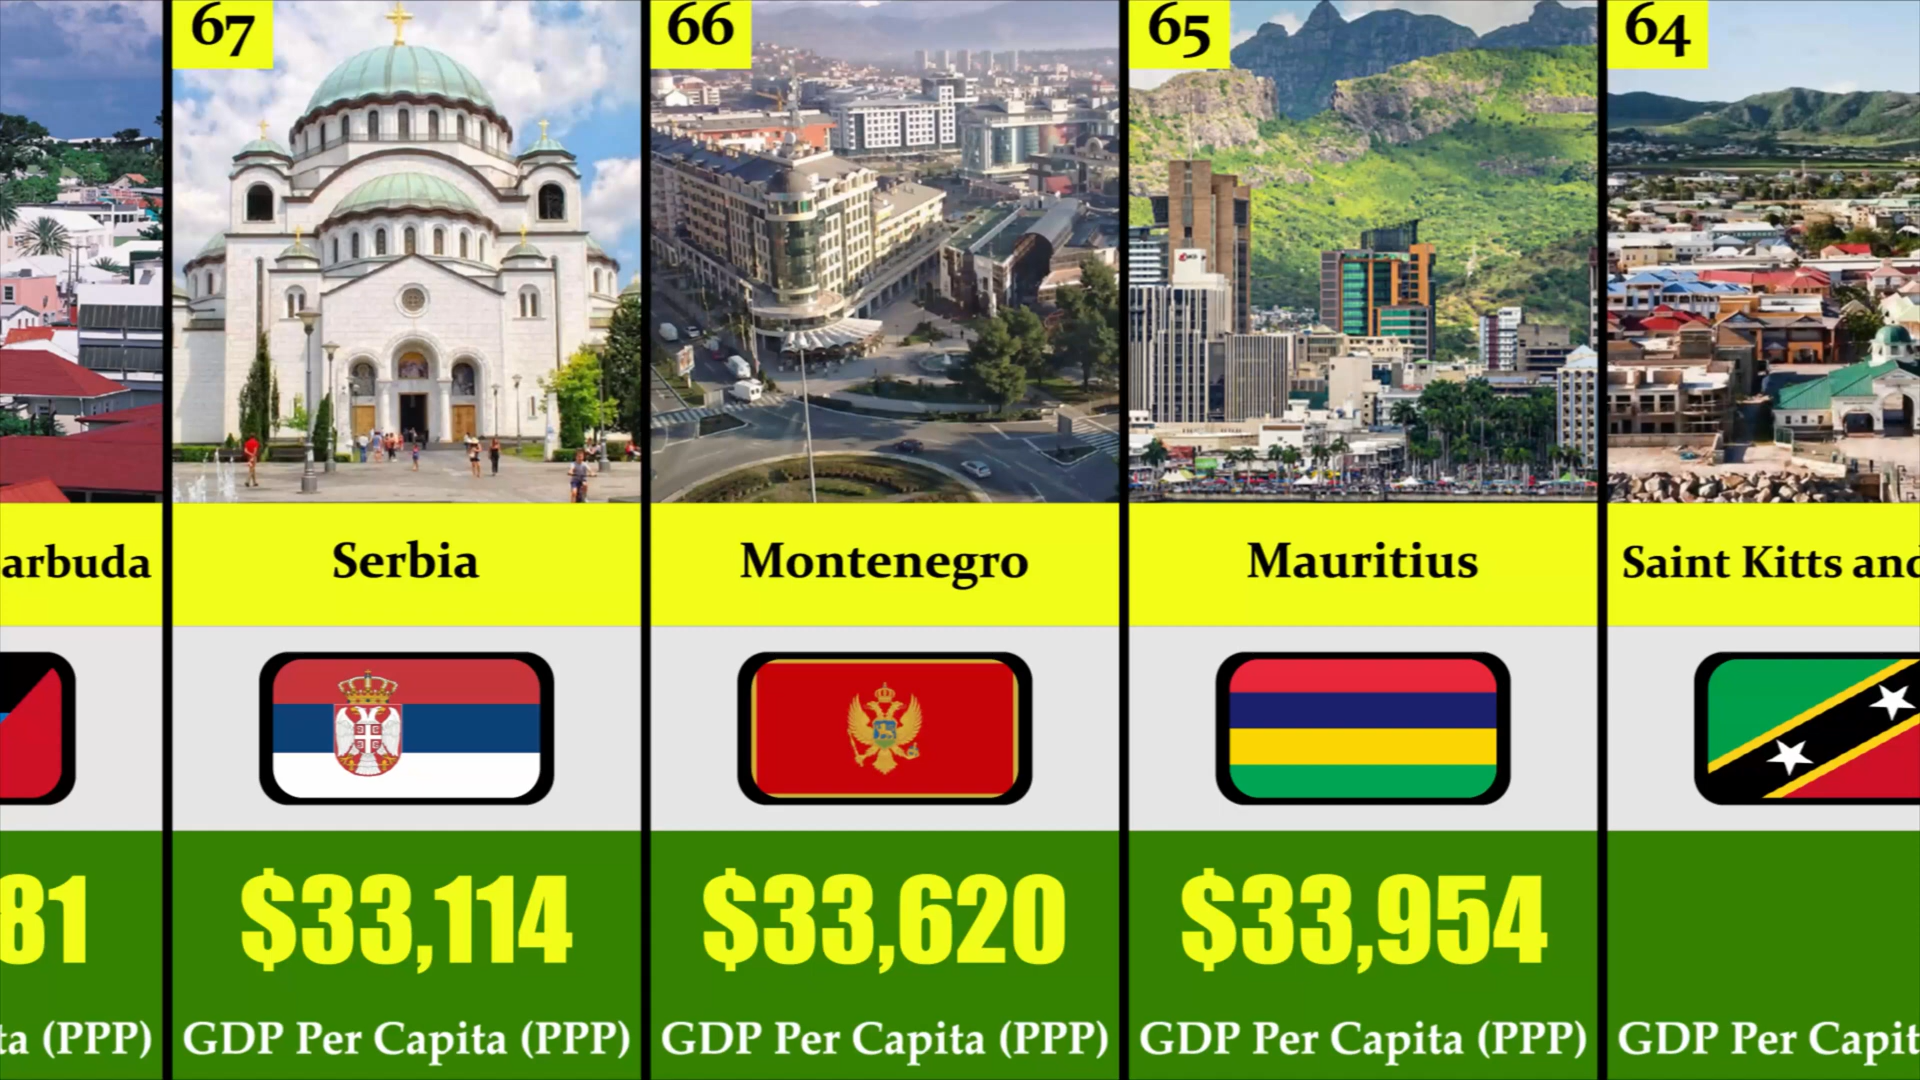 67
66
65
64
arbuda
Serbia
Montenegro
Mauritius
Saint Kitts and
81
$33,114
$33,620
$33,954
ta (PPP)
GDP Per Capita (PPP)
GDP Per Capita (PPP)
GDP Per Capita (PPP)
GDP Per Capit